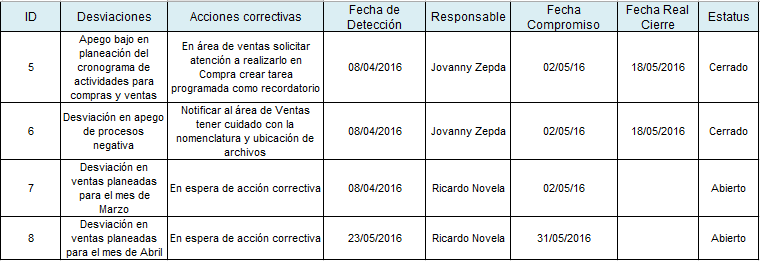 ID Desviaciones Acciones correctivas Fecha de Detección Responsable Fecha Compromiso Fecha Real Cierre Estatus
5
Apego bajo en
planeación del
cronograma de
actividades para
compras y ventas
En área de ventas solicitar
atención a realizarlo en
Compra crear tarea
programada como recordatorio
08/04/2016
Jovanny Zepda
02/05/16
18/05/2016
Cerrado
6
Desviación en apego
de procesos
negativa
Notificar al área de Ventas
tener cuidado con la
nomenclatura y ubicación de
archivos
08/04/2016
Jovanny Zepda
02/05/16
18/05/2016
Cerrado
7
Desviación en
ventas planeadas
para el mes de
Marzo
En espera de acción correctiva
08/04/2016
Ricardo Novela
02/05/16
Abierto
8
Desviación en
ventas planeadas
para el mes de Abril
En espera de acción correctiva
23/05/2016
Ricardo Novela
31/05/2016
Abierto